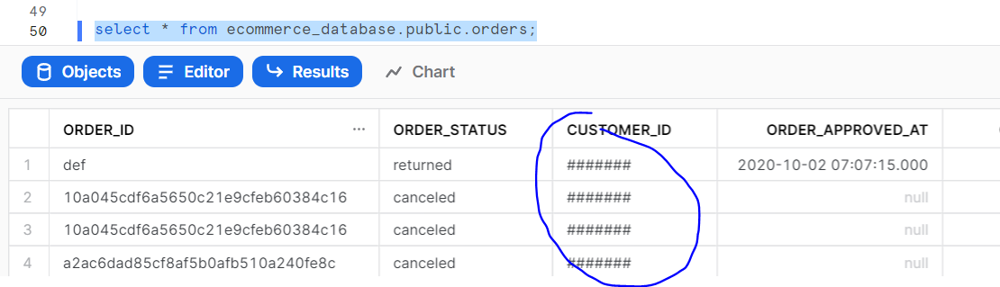 49
50 select * from ecommerce_database.public.orders;
Objects Editor Results Chart
ORDER_ID ... ORDER_STATUS CUSTOMER_ID ORDER_APPROVED_AT
1 def returned ####### 2020-10-02 07:07:15.000
2 10a045cdf6a5650c21e9cfeb60384c16 canceled ####### null
3 10a045cdf6a5650c21e9cfeb60384c16 canceled ####### null
4 a2ac6dad85cf8af5b0afb510a240fe8c canceled ####### null